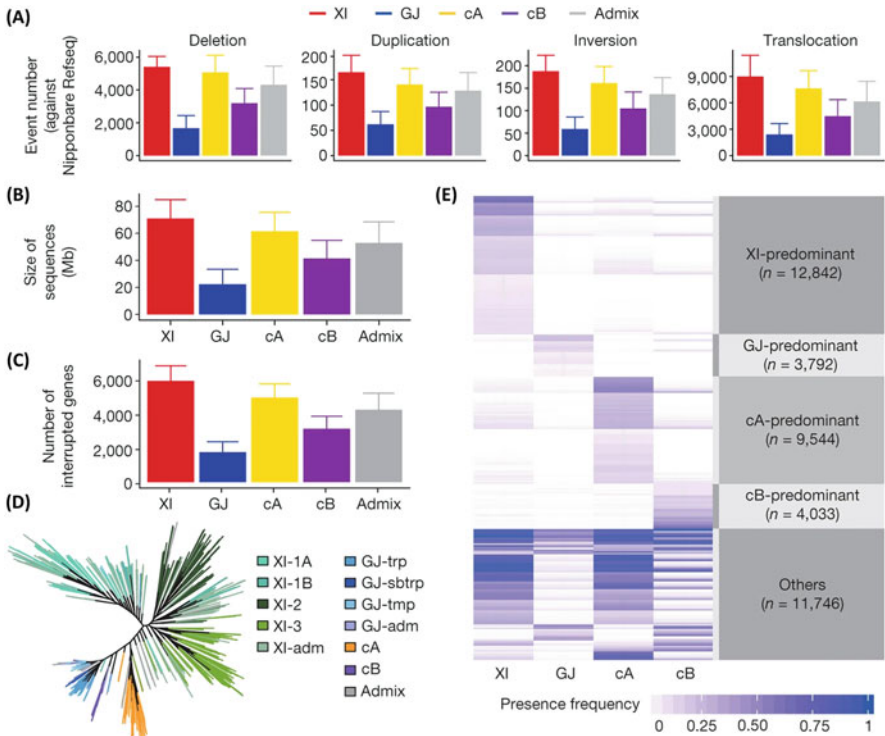 (A)
XI GJ cA cB Admix
Deletion Duplication Inversion Translocation
Event number
(against
Nipponbare Refseq)
6,000
4,000
2,000
0
200
150
100
50
0
200
150
100
50
0
9,000
6,000
3,000
0
(B)
Size of
sequences
(Mb)
80
60
40
20
0
XI GJ cA cB Admix
(C)
Number of
interrupted genes
6,000
4,000
2,000
0
XI GJ cA cB Admix
(D)
XI-1A
XI-1B
XI-2
XI-3
XI-adm
GJ-trp
GJ-sbtrp
GJ-tmp
GJ-adm
cA
cB
Admix
(E)
XI-predominant
(n = 12,842)
GJ-predominant
(n = 3,792)
cA-predominant
(n = 9,544)
cB-predominant
(n = 4,033)
Others
(n = 11,746)
XI GJ cA cB
Presence frequency
0 0.25 0.50 0.75 1